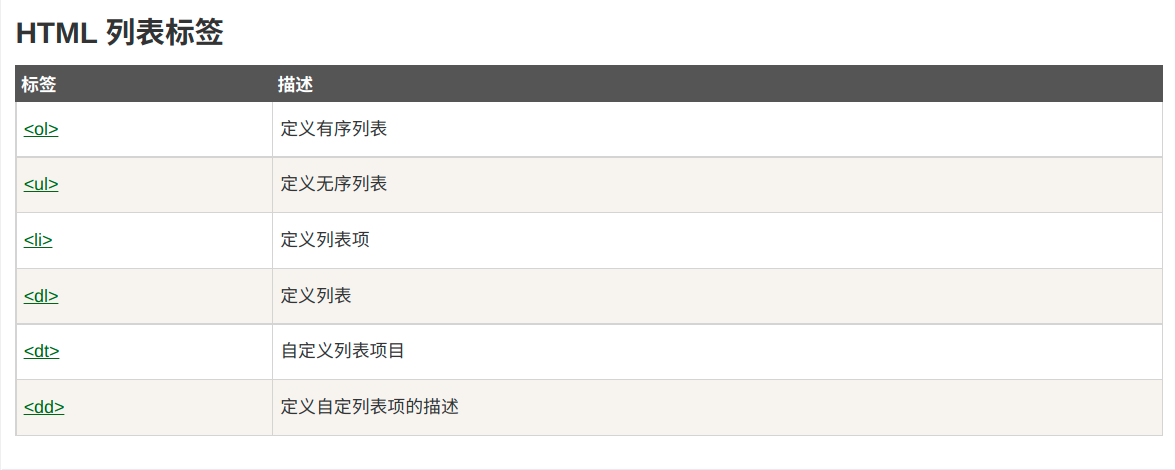 HTML 列表标签
标签 描述
<ol> 定义有序列表
<ul> 定义无序列表
<li> 定义列表项
<dl> 定义列表
<dt> 自定义列表项目
<dd> 定义自定列表项的描述